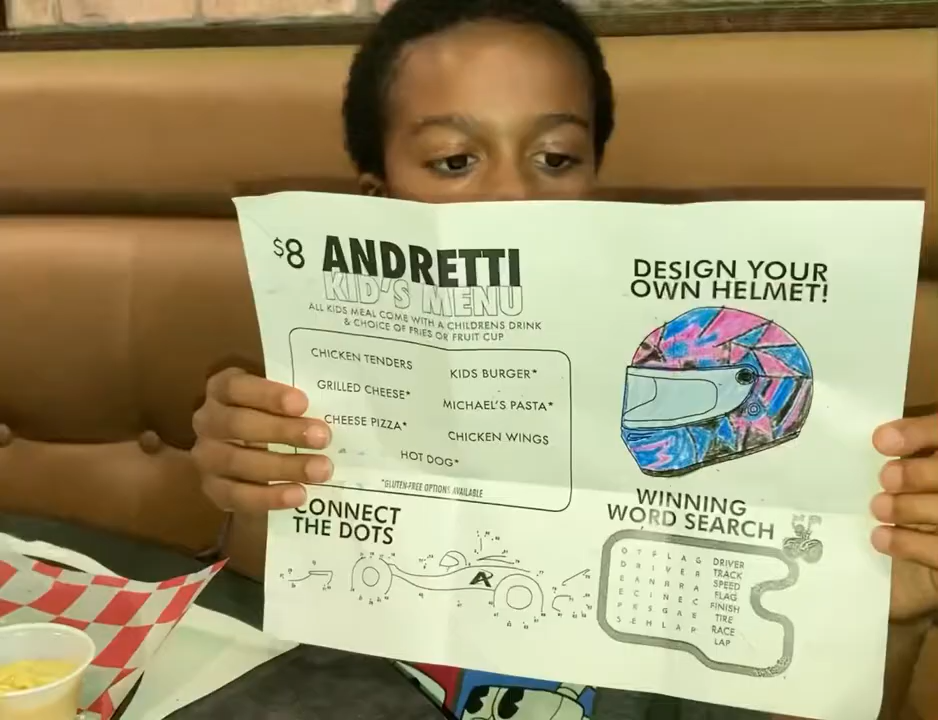 $8 ANDRETTI
KID'S MENU
ALL KIDS MEAL COME WITH A CHILDRENS DRINK
& CHOICE OF FRIES OR FRUIT CUP
CHICKEN TENDERS
KIDS BURGER*
GRILLED CHEESE*
MICHAEL'S PASTA*
CHEESE PIZZA*
CHICKEN WINGS
HOT DOG*
*GLUTEN-FREE OPTIONS AVAILABLE
CONNECT
THE DOTS
DESIGN YOUR
OWN HELMET!
WINNING
WORD SEARCH
O T F L A G
D R I V E R
E A N R R A
E C I N E C
P K S G A E
S E H L A P
DRIVER
TRACK
SPEED
FLAG
FINISH
TIRE
RACE
LAP